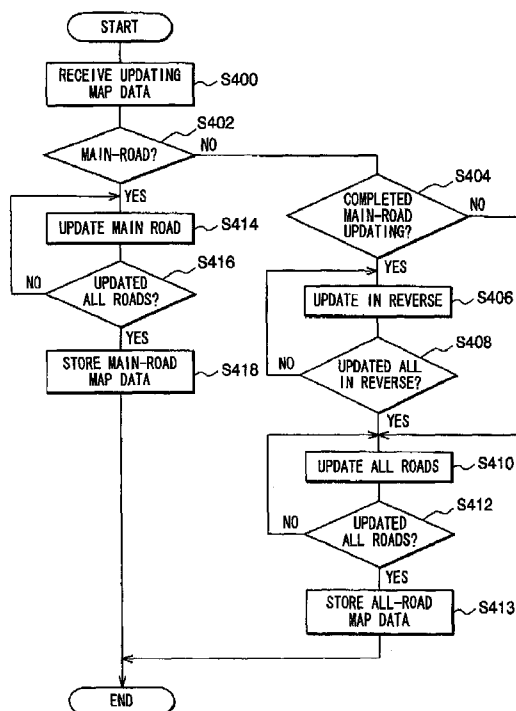 START
RECEIVE UPDATING
MAP DATA
S400
S402
MAIN-ROAD?
NO
YES
UPDATE MAIN ROAD
S414
S416
UPDATED
ALL ROADS?
NO
YES
STORE MAIN-ROAD
MAP DATA
S418
S404
COMPLETED
MAIN-ROAD
UPDATING?
NO
YES
UPDATE IN REVERSE
S406
S408
UPDATED ALL
IN REVERSE?
NO
YES
UPDATE ALL ROADS
S410
S412
UPDATED
ALL ROADS?
NO
YES
STORE ALL-ROAD
MAP DATA
S413
END